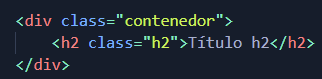 <div class="contenedor">
    <h2 class="h2">Título h2</h2>
</div>